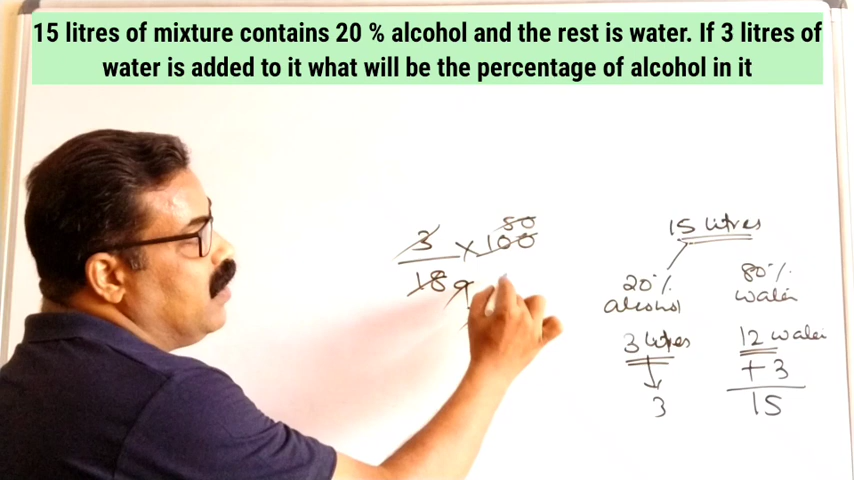 15 litres of mixture contains 20 % alcohol and the rest is water. If 3 litres of
water is added to it what will be the percentage of alcohol in it
15 litres
20% 80%
alcohol water
3 litres 12 water
+ 3
3 15
50
3 × 100
18 9